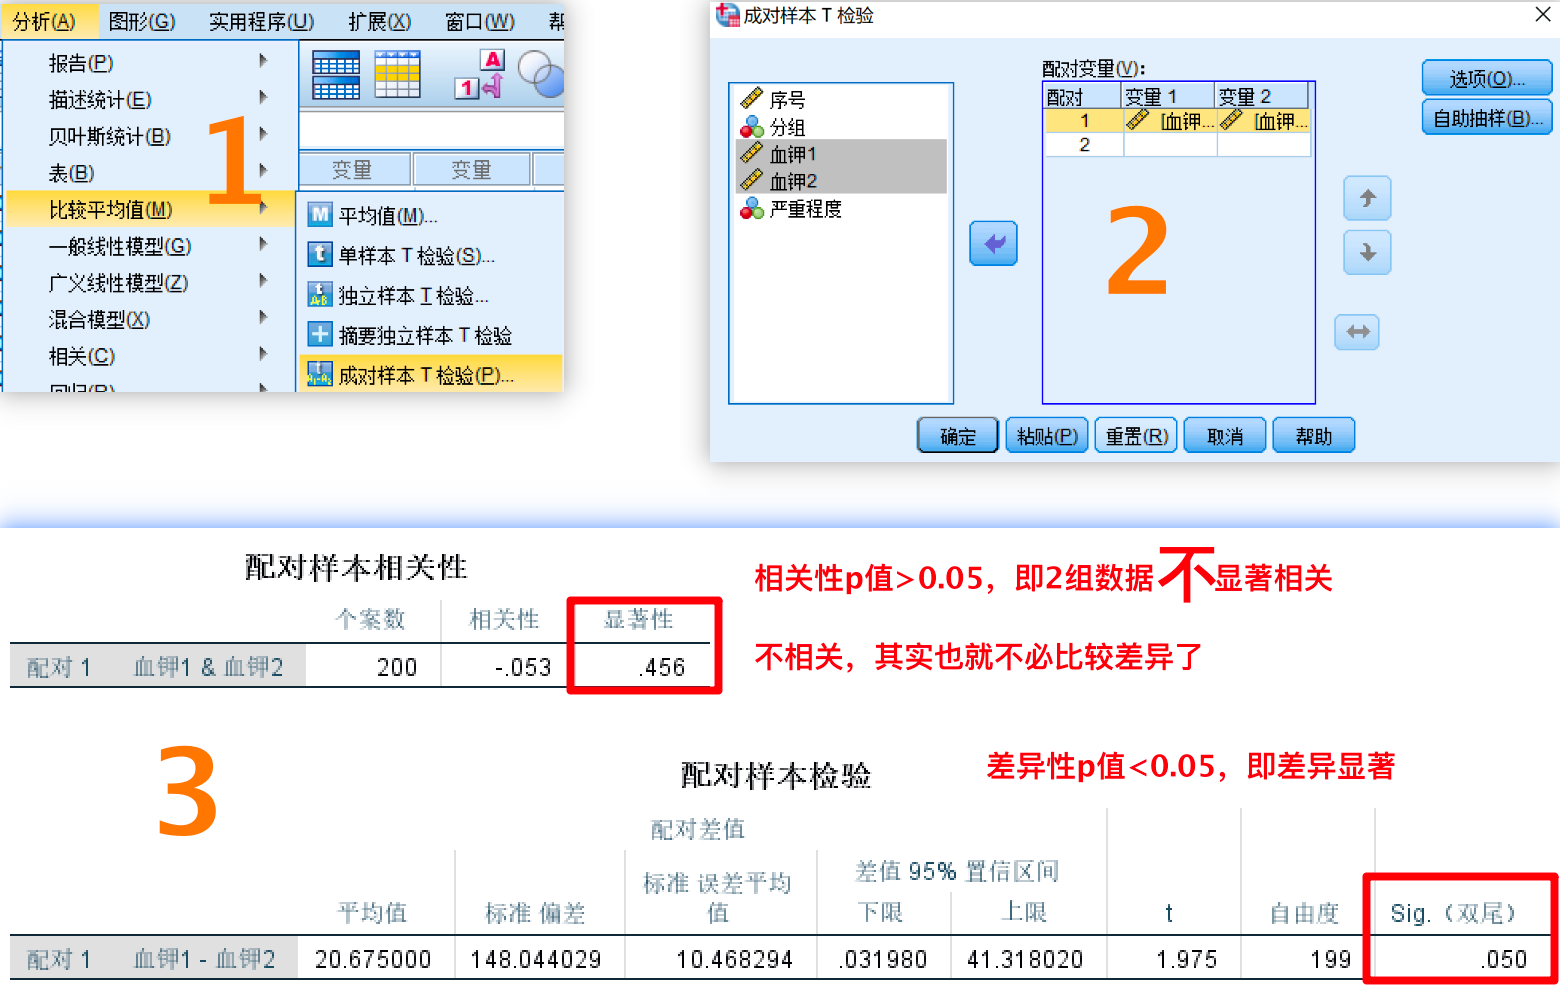 分析(A) 图形(G) 实用程序(U) 扩展(X) 窗口(W)
报告(P)
描述统计(E)
贝叶斯统计(B)
表(B)
比较平均值(M)
一般线性模型(G)
广义线性模型(Z)
混合模型(X)
相关(C)
1
A
1
变量 变量
M 平均值(M)...
t 单样本 T 检验(S)...
独立样本 T 检验...
摘要独立样本 T 检验
成对样本 T 检验(P)...
成对样本 T 检验
序号
分组
血钾1
血钾2
严重程度
配对变量(V):
配对 变量 1 变量 2
1 [血钾... [血钾...
2
2
选项(O)...
自助抽样(B)...
确定 粘贴(P) 重置(R) 取消 帮助
配对样本相关性
个案数 相关性 显著性
配对 1 血钾1 & 血钾2 200 -.053 .456
相关性p值>0.05，即2组数据不显著相关
不相关，其实也就不必比较差异了
3
配对样本检验
差异性p值<0.05，即差异显著
配对差值
标准 误差平均值
差值 95% 置信区间
平均值 标准 偏差 下限 上限 t 自由度 Sig.（双尾）
配对 1 血钾1 - 血钾2 20.675000 148.044029 10.468294 .031980 41.318020 1.975 199 .050